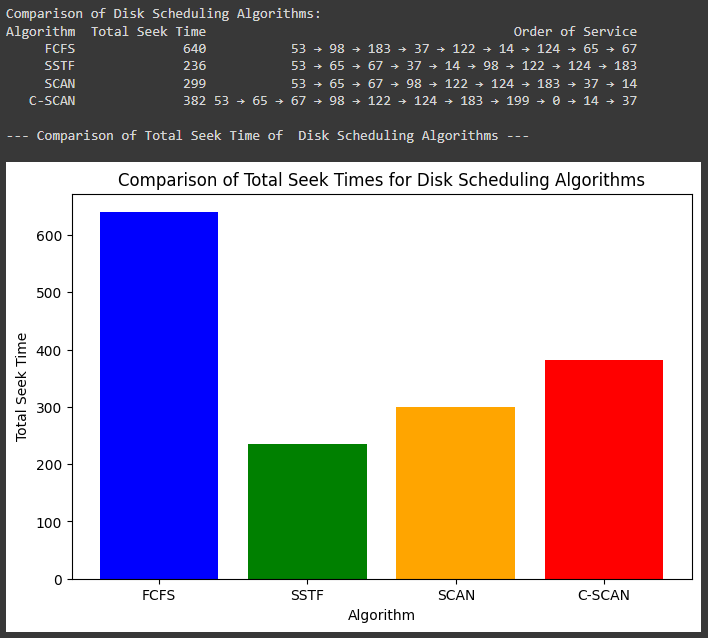 Comparison of Disk Scheduling Algorithms:
Algorithm Total Seek Time Order of Service
FCFS 640 53 → 98 → 183 → 37 → 122 → 14 → 124 → 65 → 67
SSTF 236 53 → 65 → 67 → 37 → 14 → 98 → 122 → 124 → 183
SCAN 299 53 → 65 → 67 → 98 → 122 → 124 → 183 → 37 → 14
C-SCAN 382 53 → 65 → 67 → 98 → 122 → 124 → 183 → 199 → 0 → 14 → 37
--- Comparison of Total Seek Time of  Disk Scheduling Algorithms ---
Comparison of Total Seek Times for Disk Scheduling Algorithms
Total Seek Time
600
500
400
300
200
100
0
FCFS SSTF SCAN C-SCAN
Algorithm